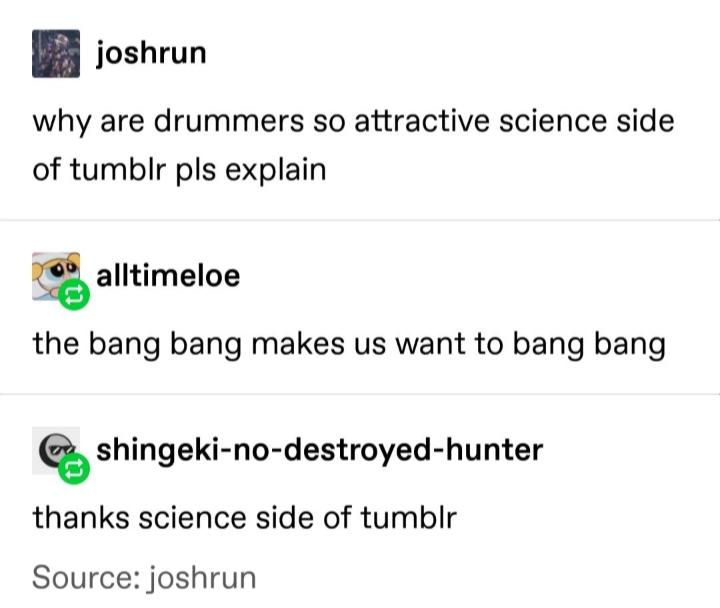 joshrun
why are drummers so attractive science side
of tumblr pls explain
alltimeloe
the bang bang makes us want to bang bang
shingeki-no-destroyed-hunter
thanks science side of tumblr
Source: joshrun